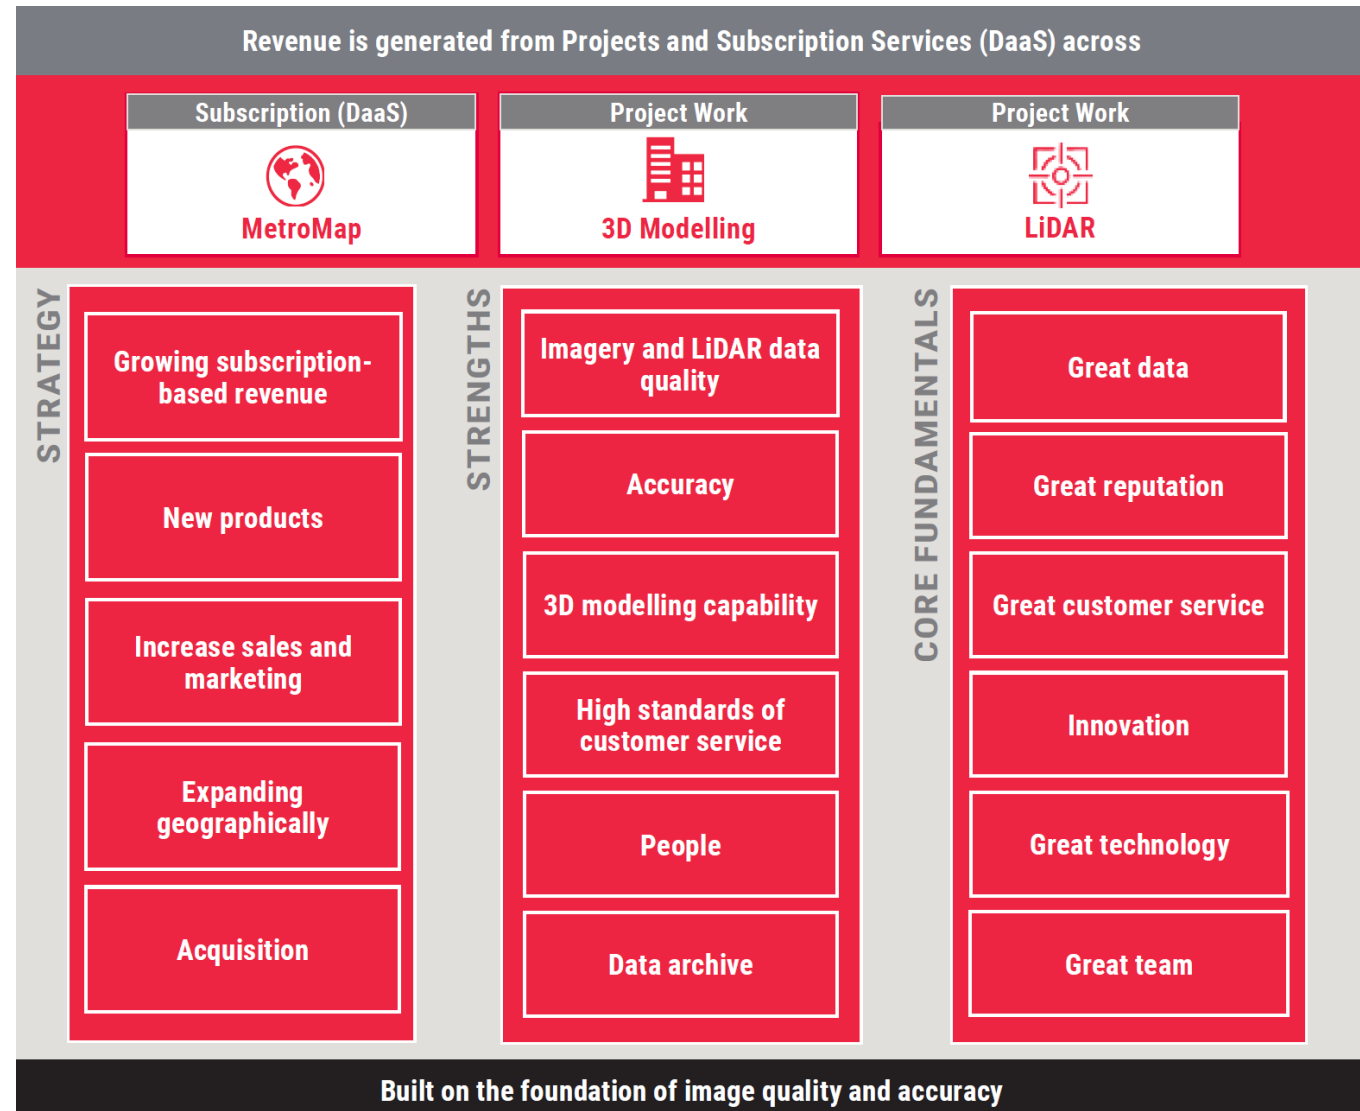 Revenue is generated from Projects and Subscription Services (DaaS) across
Subscription (DaaS)
MetroMap
Project Work
3D Modelling
Project Work
LiDAR
STRATEGY
Growing subscription-
based revenue
New products
Increase sales and
marketing
Expanding
geographically
Acquisition
STRENGTHS
Imagery and LiDAR data
quality
Accuracy
3D modelling capability
High standards of
customer service
People
Data archive
CORE FUNDAMENTALS
Great data
Great reputation
Great customer service
Innovation
Great technology
Great team
Built on the foundation of image quality and accuracy